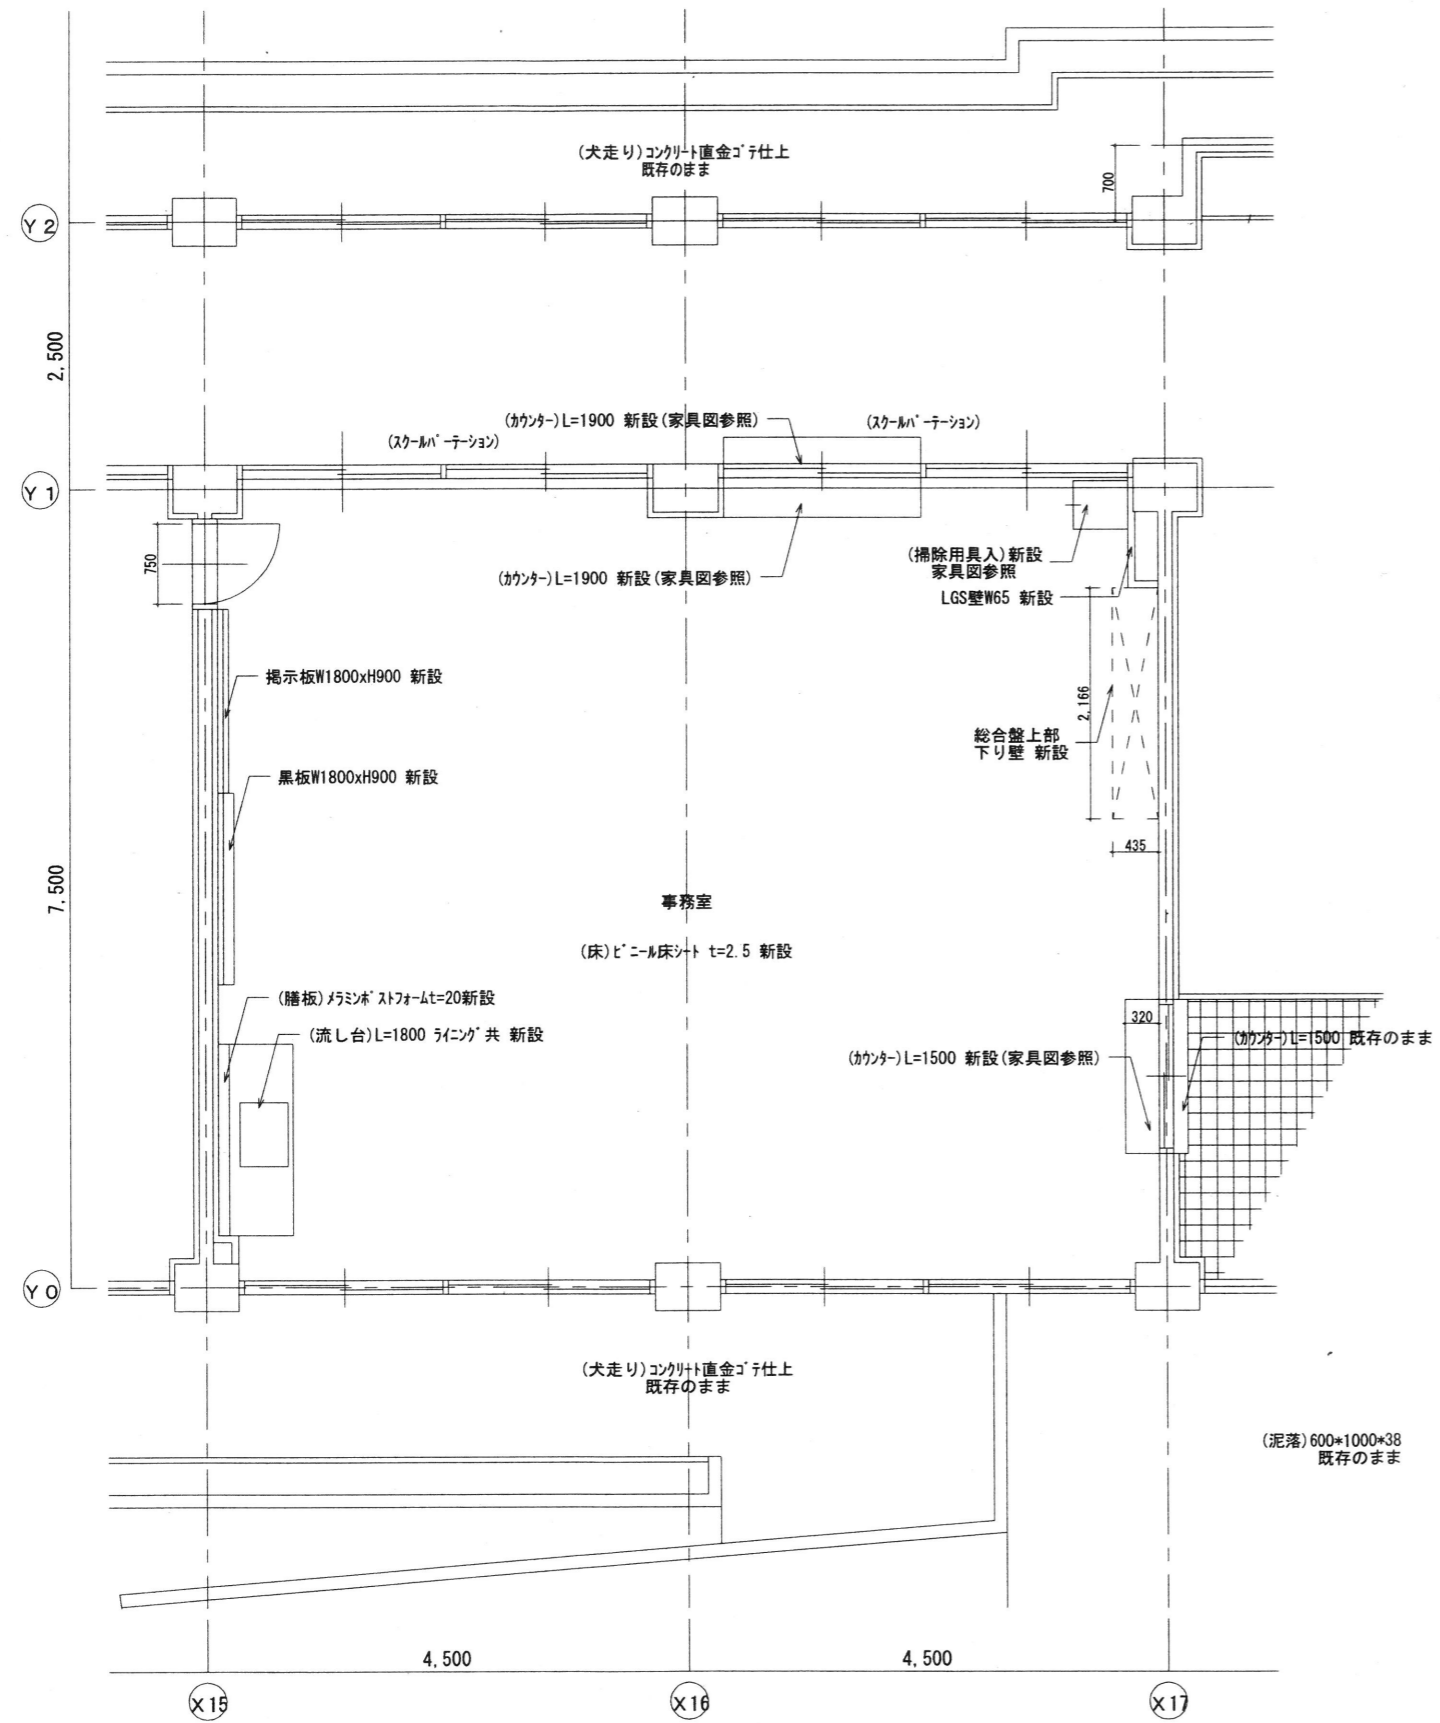 (犬走り)コンクリート直金ゴテ仕上
既存のまま
700
Y2
2,500
(カウンター)L=1900 新設(家具図参照)
(スクールパーテーション)
(スクールパーテーション)
Y1
750
(掃除用具入)新設
家具図参照
(カウンター)L=1900 新設(家具図参照)
LGS壁W65 新設
掲示板W1800xH900 新設
2,166
総合盤上部
下り壁 新設
黒板W1800xH900 新設
435
7,500
事務室
(床)ビニール床シート t=2.5 新設
(膳板)メラミンポストフォームt=20新設
320
(流し台)L=1800 ライニング共 新設
(カウンター)L=1500 既存のまま
(カウンター)L=1500 新設(家具図参照)
Y0
(犬走り)コンクリート直金ゴテ仕上
既存のまま
(泥落)600*1000*38
既存のまま
4,500
4,500
X15
X16
X17